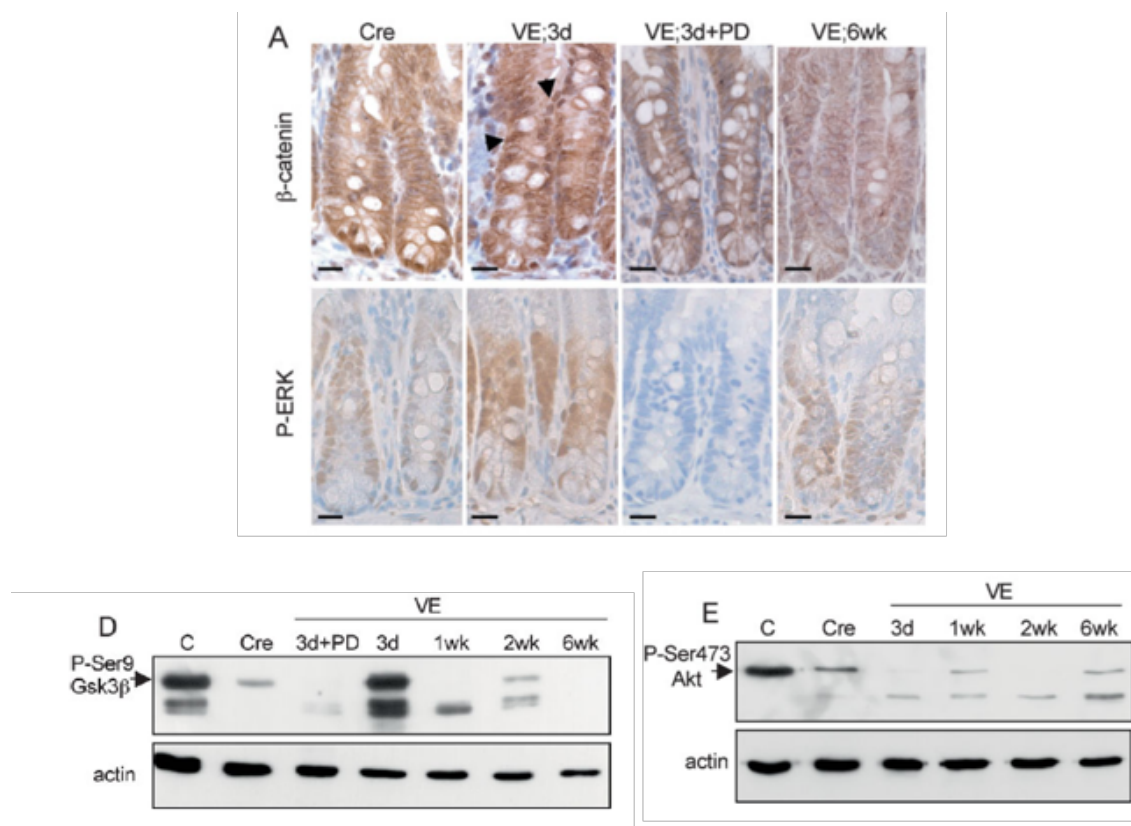 A
Cre VE;3d VE;3d+PD VE;6wk
β-catenin
P-ERK
D
VE
C Cre 3d+PD 3d 1wk 2wk 6wk
P-Ser9
Gsk3β
actin
E
VE
C Cre 3d 1wk 2wk 6wk
P-Ser473
Akt
actin